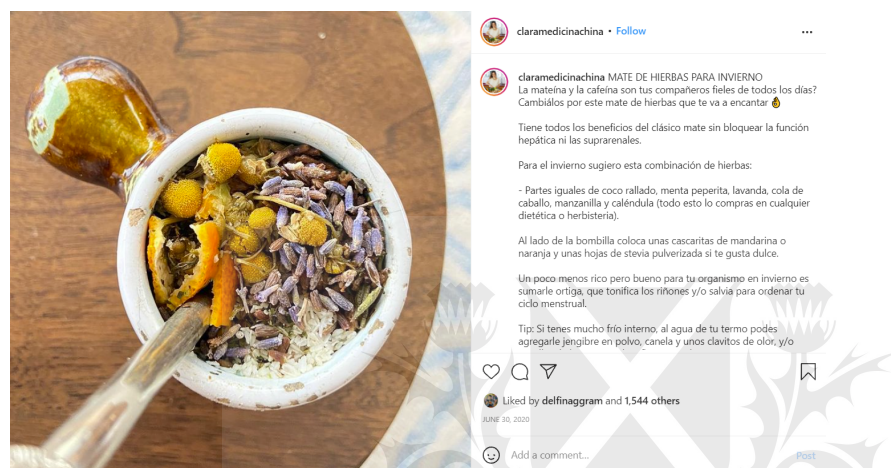 claramedicinachina • Follow
claramedicinachina MATE DE HIERBAS PARA INVIERNO
La mateína y la cafeína son tus compañeros fieles de todos los días?
Cambiálos por este mate de hierbas que te va a encantar 👌
Tiene todos los beneficios del clásico mate sin bloquear la función
hepática ni las suprarenales.
Para el invierno sugiero esta combinación de hierbas:
- Partes iguales de coco rallado, menta peperita, lavanda, cola de
caballo, manzanilla y caléndula (todo esto lo compras en cualquier
dietética o herbisteria).
Al lado de la bombilla coloca unas cascaritas de mandarina o
naranja y unas hojas de stevia pulverizada si te gusta dulce.
Un poco menos rico pero bueno para tu organismo en invierno es
sumarle ortiga, que tonifica los riñones y/o salvia para ordenar tu
ciclo menstrual.
Tip: Si tenes mucho frío interno, al agua de tu termo podes
agregarle jengibre en polvo, canela y unos clavitos de olor, y/o
Liked by delfinaggram and 1,544 others
JUNE 30, 2020
Add a comment...
Post